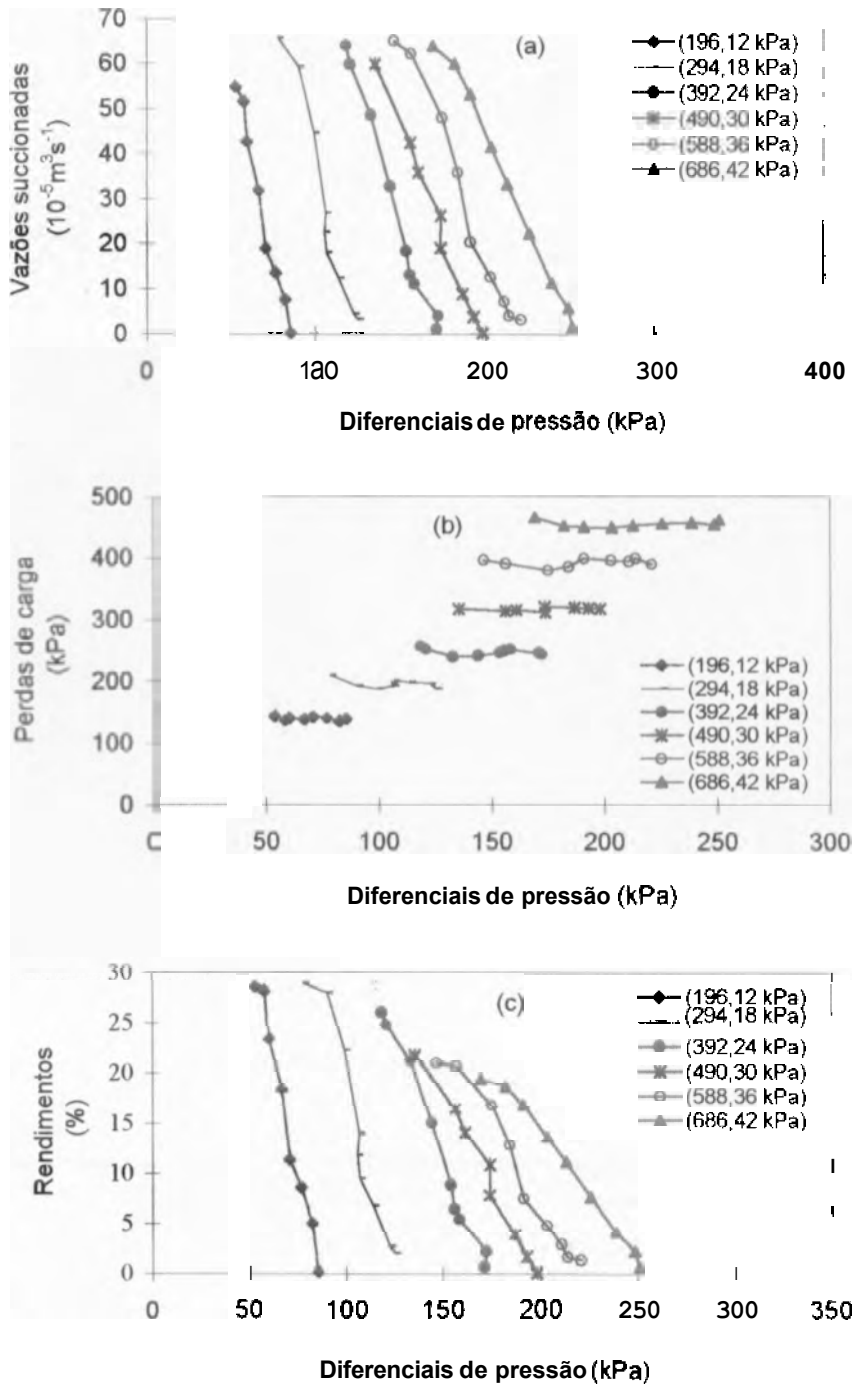 70
60
50
40
30
20
10
0
Vazões succionadas
(10⁻⁵m³s⁻¹)
(a)
(196,12 kPa)
(294,18 kPa)
(392,24 kPa)
(490,30 kPa)
(588,36 kPa)
(686,42 kPa)
0 200 300 400
Diferenciais de pressão (kPa)
500
400
300
200
100
0
Perdas de carga
(kPa)
(b)
(196,12 kPa)
(294,18 kPa)
(392,24 kPa)
(490,30 kPa)
(588,36 kPa)
(686,42 kPa)
50 100 150 200 250 300
Diferenciais de pressão (kPa)
30
25
20
15
10
5
0
Rendimentos
(%)
(c)
(196,12 kPa)
(294,18 kPa)
(392,24 kPa)
(490,30 kPa)
(588,36 kPa)
(686,42 kPa)
0 50 100 150 200 250 300 350
Diferenciais de pressão (kPa)